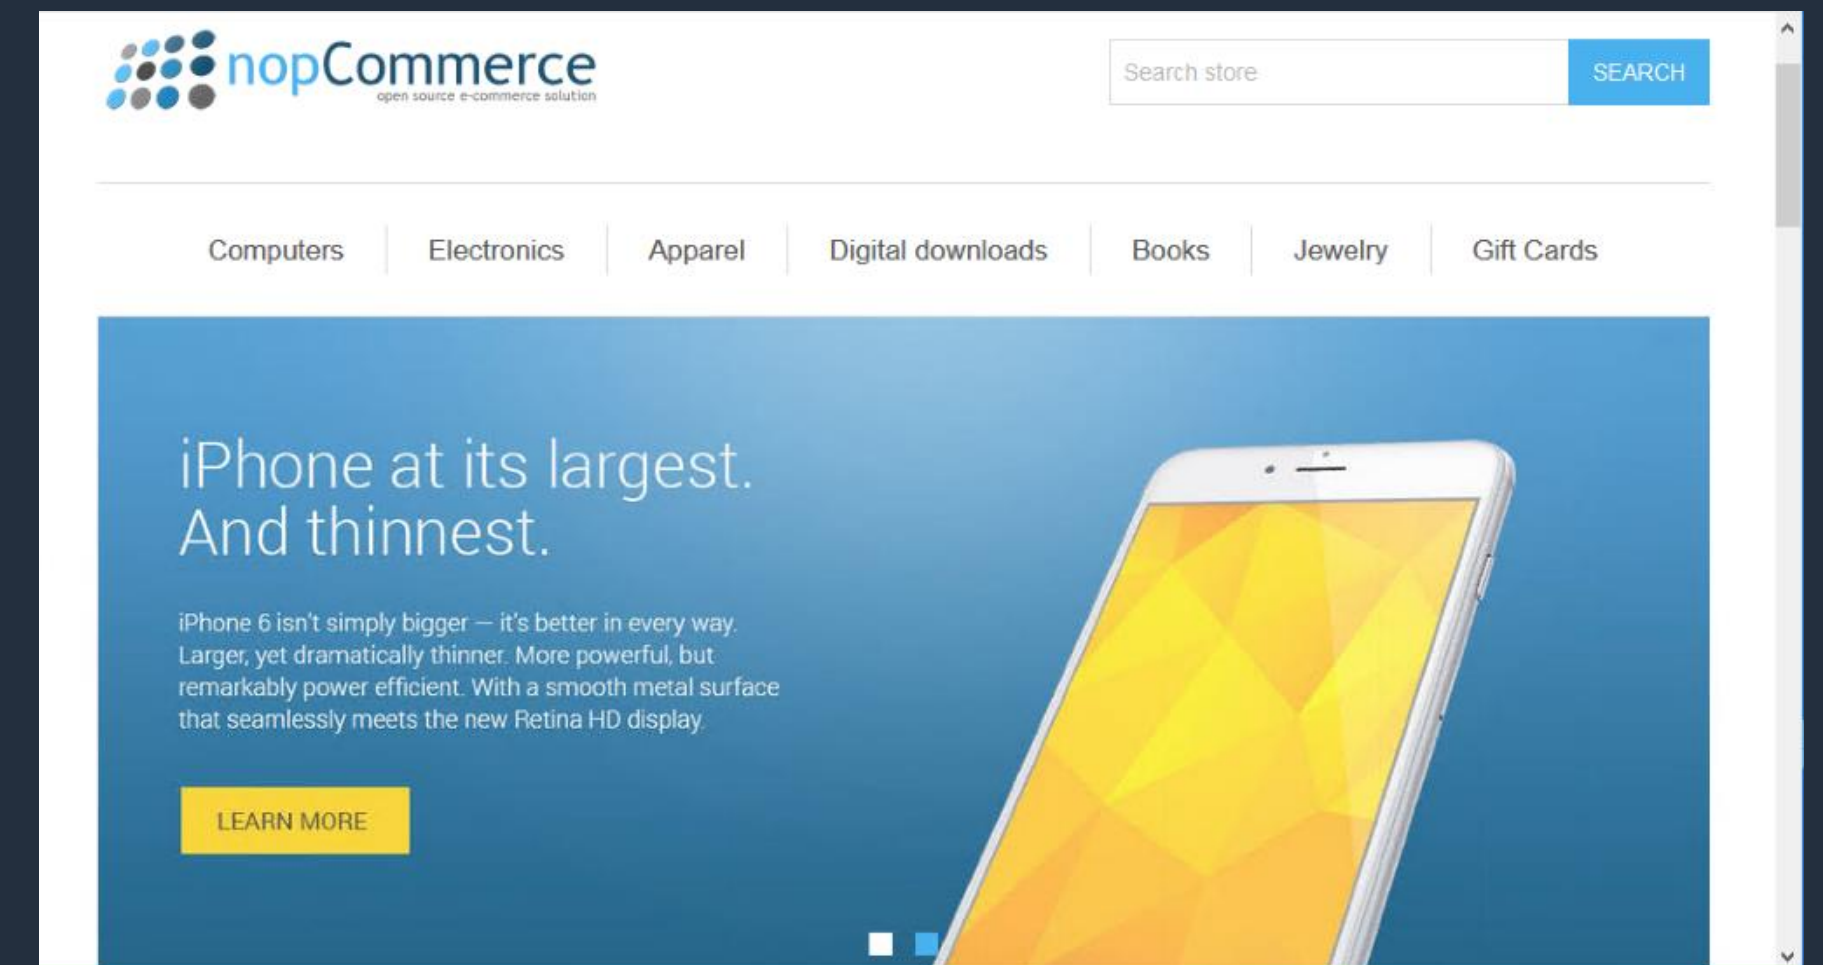 nopCommerce
open source e-commerce solution
Search store
SEARCH
Computers
Electronics
Apparel
Digital downloads
Books
Jewelry
Gift Cards
iPhone at its largest.
And thinnest.
iPhone 6 isn't simply bigger — it's better in every way.
Larger, yet dramatically thinner. More powerful, but
remarkably power efficient. With a smooth metal surface
that seamlessly meets the new Retina HD display.
LEARN MORE